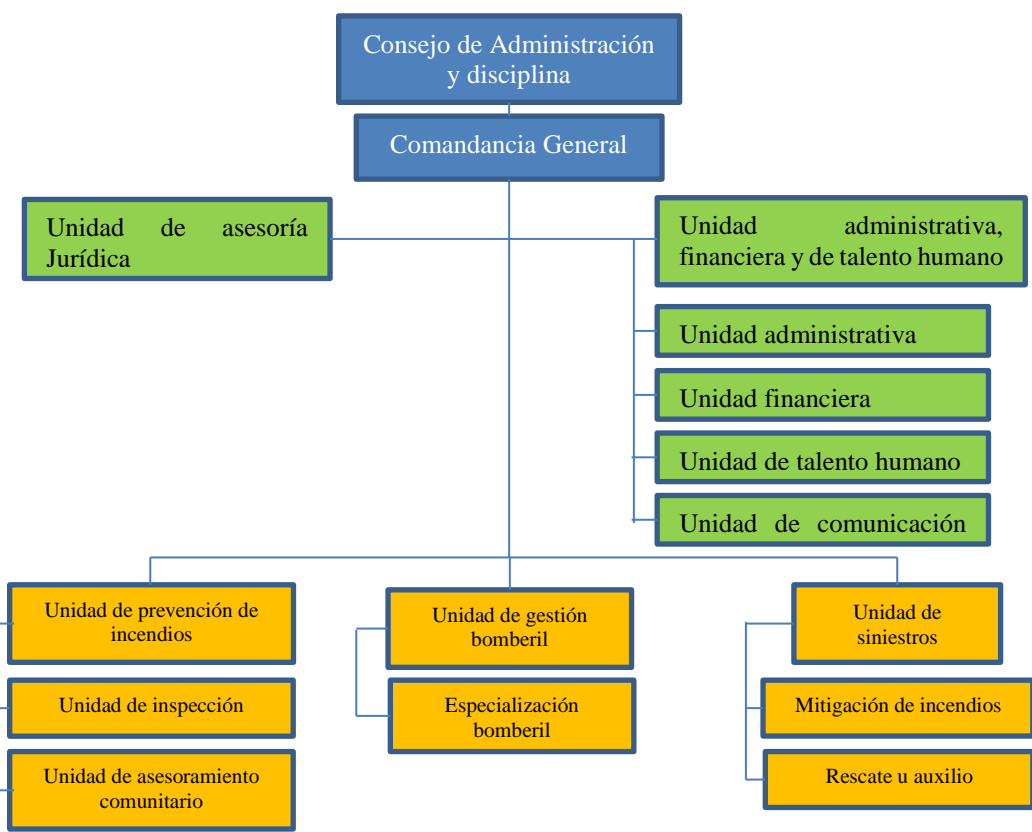 Consejo de Administración
y disciplina
Comandancia General
Unidad de asesoría
Jurídica
Unidad administrativa,
financiera y de talento humano
Unidad administrativa
Unidad financiera
Unidad de talento humano
Unidad de comunicación
Unidad de prevención de
incendios
Unidad de inspección
Unidad de asesoramiento
comunitario
Unidad de gestión
bomberil
Especialización
bomberil
Unidad de
siniestros
Mitigación de incendios
Rescate u auxilio